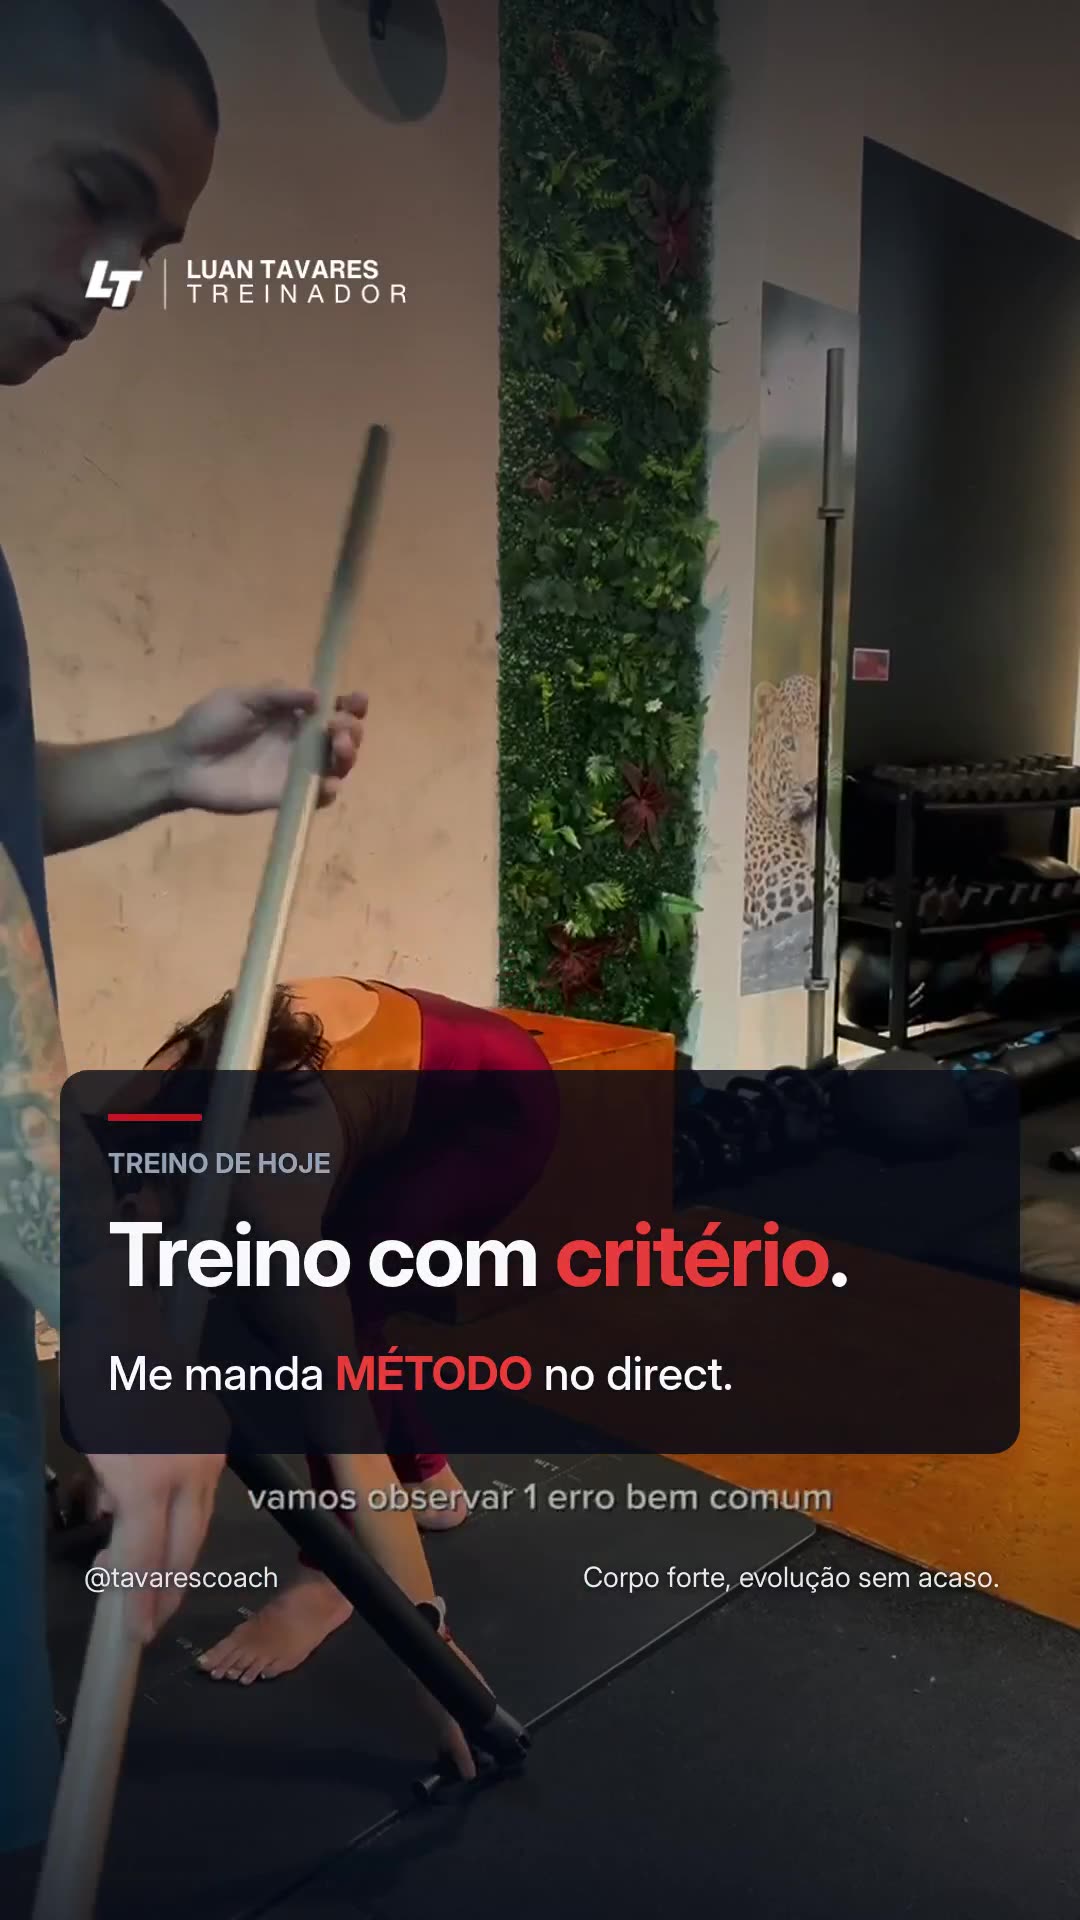 LT
LUAN TAVARES
TREINADOR
TREINO DE HOJE
Treino com critério.
Me manda MÉTODO no direct.
vamos observar 1 erro bem comum
@tavarescoach
Corpo forte, evolução sem acaso.